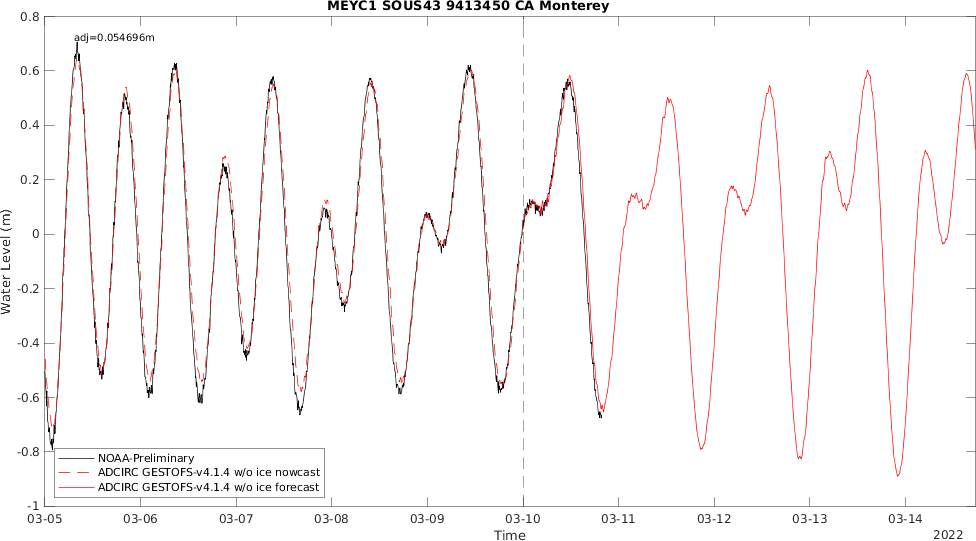 MEYC1 SOUS43 9413450 CA Monterey
adj=0.054696m
0.8
0.6
0.4
0.2
0
-0.2
-0.4
-0.6
-0.8
-1
Water Level (m)
NOAA-Preliminary
ADCIRC GESTOFS-v4.1.4 w/o ice nowcast
ADCIRC GESTOFS-v4.1.4 w/o ice forecast
03-05 03-06 03-07 03-08 03-09 03-10 03-11 03-12 03-13 03-14
Time
2022